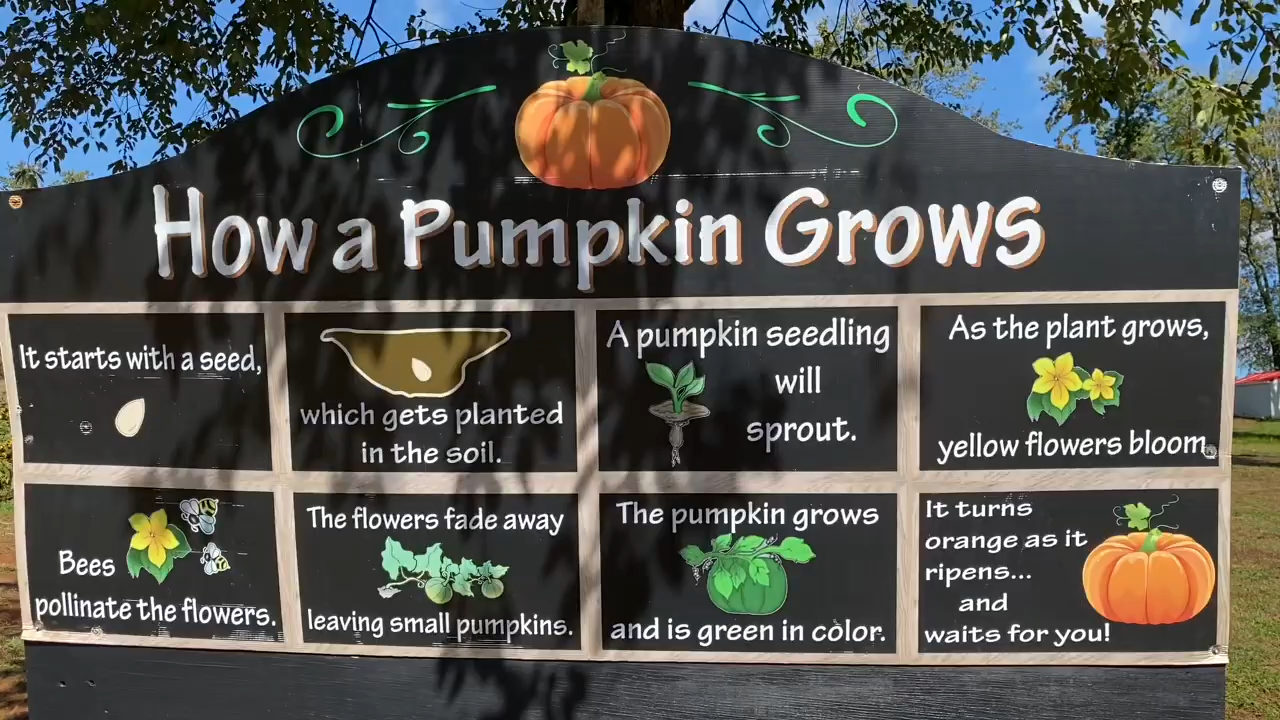 How a Pumpkin Grows
It starts with a seed,
which gets planted
in the soil.
A pumpkin seedling
will
sprout.
As the plant grows,
yellow flowers bloom.
Bees
pollinate the flowers.
The flowers fade away
leaving small pumpkins.
The pumpkin grows
and is green in color.
It turns
orange as it
ripens...
and
waits for you!